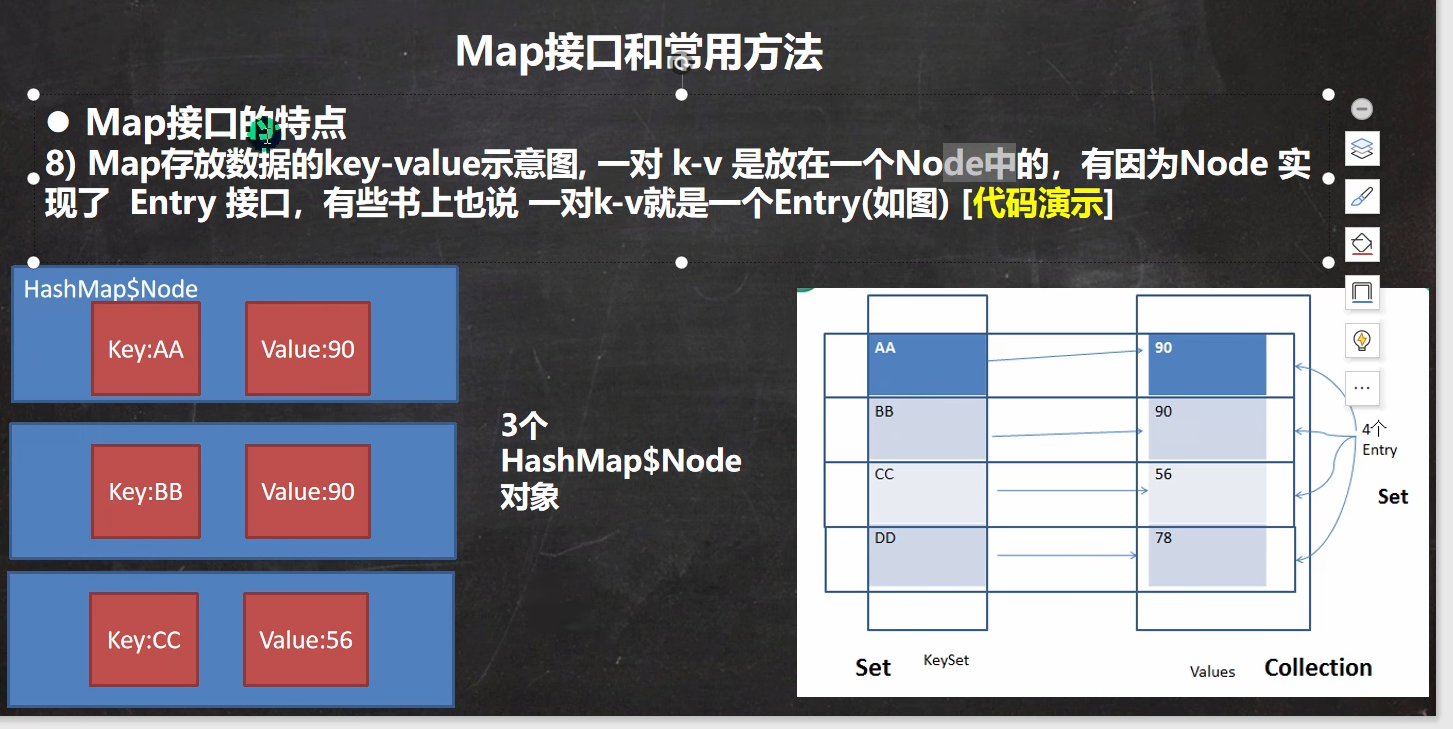 Map接口和常用方法
● Map接口的特点
8) Map存放数据的key-value示意图, 一对 k-v 是放在一个Node中的，有因为Node 实
现了 Entry 接口，有些书上也说 一对k-v就是一个Entry(如图) [代码演示]
HashMap$Node
Key:AA Value:90
Key:BB Value:90
Key:CC Value:56
3个
HashMap$Node
对象
AA 90
BB 90
CC 56
DD 78
4个
Entry
Set
Set KeySet
Values Collection